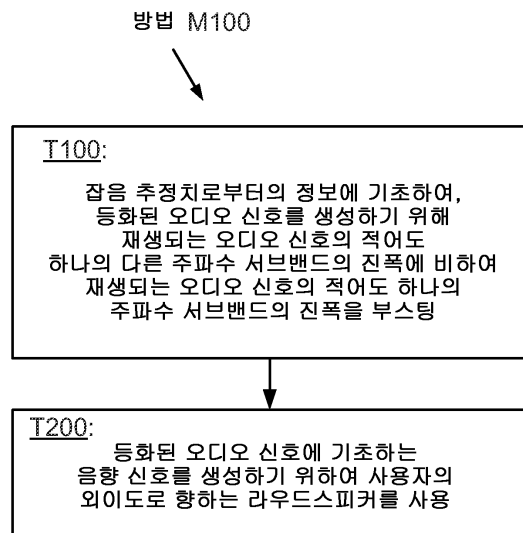 방법 M100
T100:
잡음 추정치로부터의 정보에 기초하여,
등화된 오디오 신호를 생성하기 위해
재생되는 오디오 신호의 적어도
하나의 다른 주파수 서브밴드의 진폭에 비하여
재생되는 오디오 신호의 적어도 하나의
주파수 서브밴드의 진폭을 부스팅
T200:
등화된 오디오 신호에 기초하는
음향 신호를 생성하기 위하여 사용자의
외이도로 향하는 라우드스피커를 사용